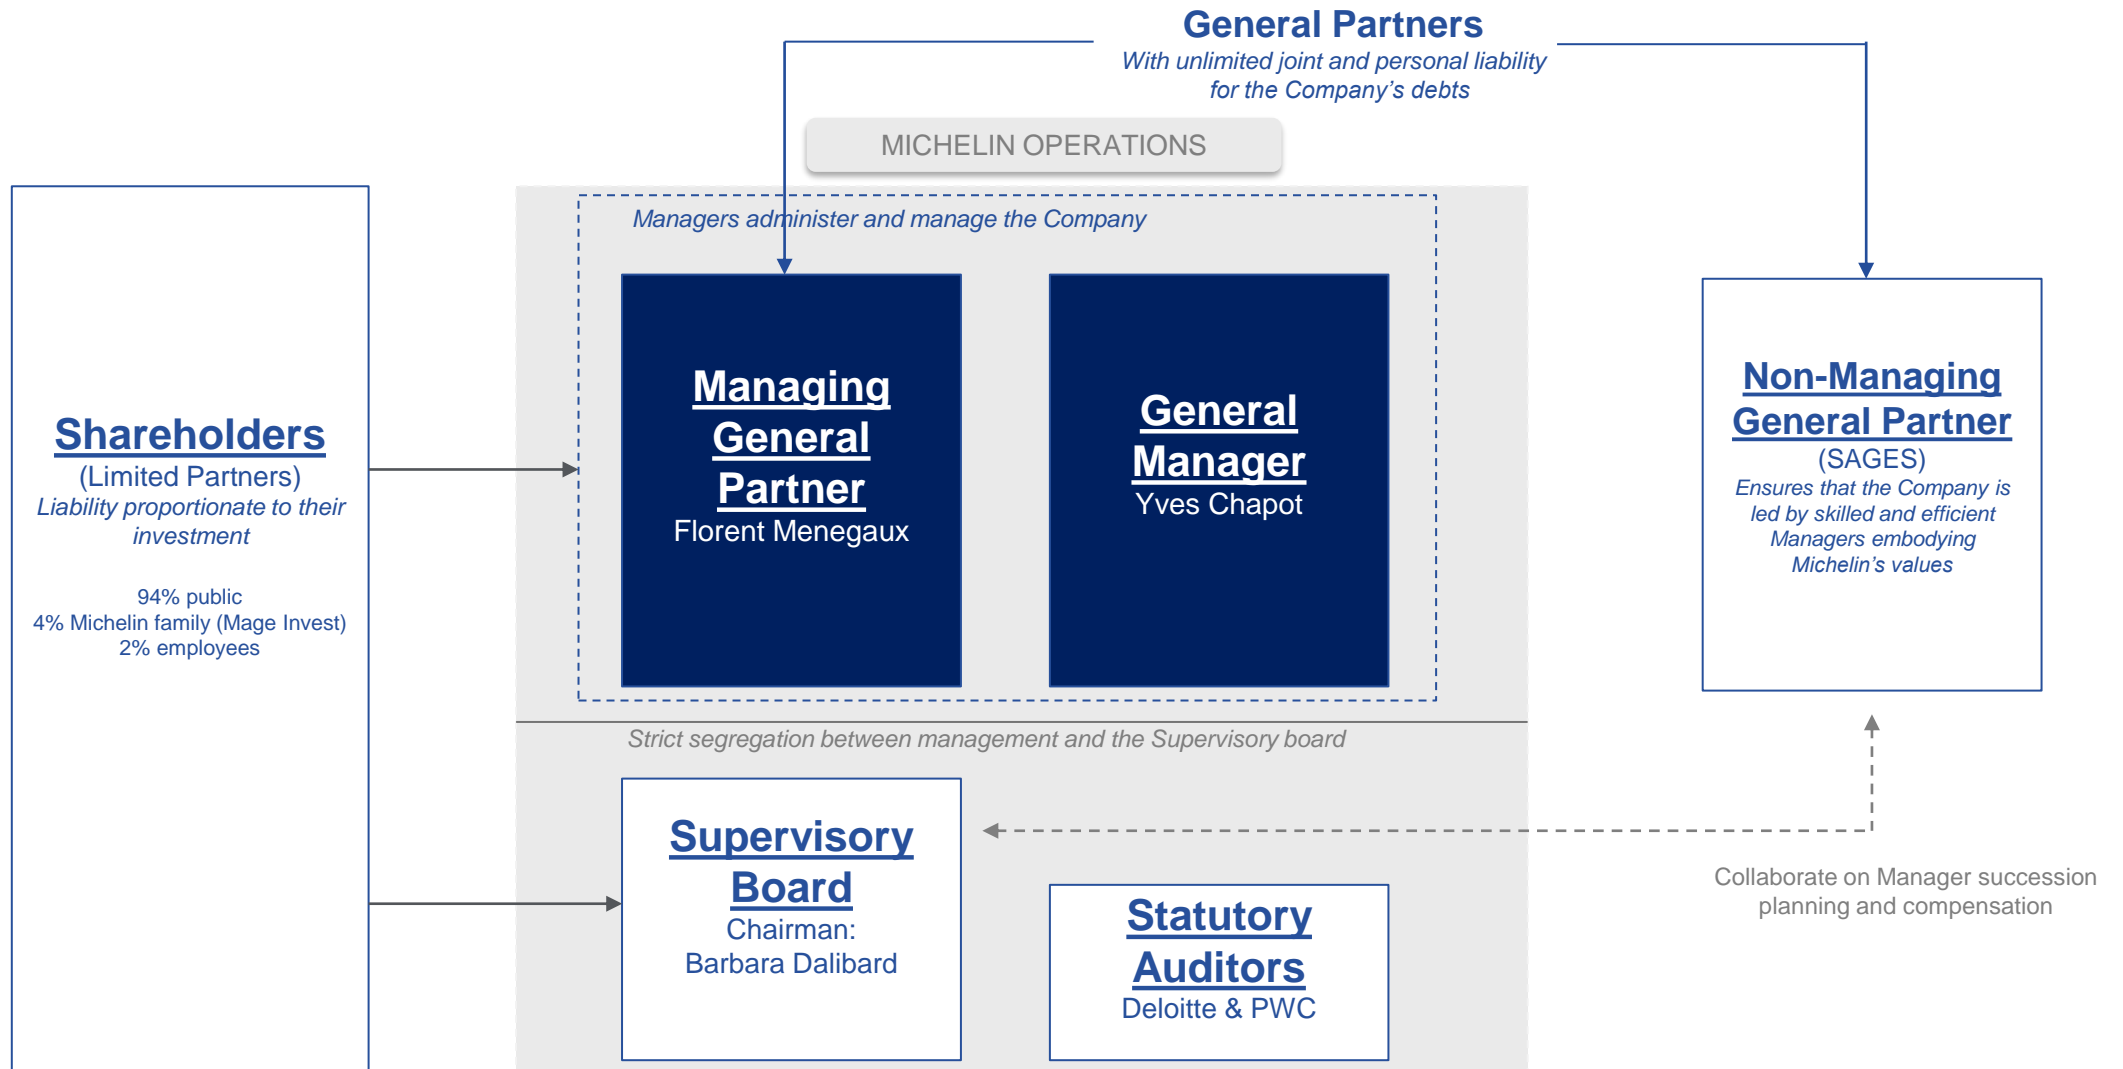 General Partners
With unlimited joint and personal liability
for the Company’s debts
MICHELIN OPERATIONS
Shareholders
(Limited Partners)
Liability proportionate to their
investment
94% public
4% Michelin family (Mage Invest)
2% employees
Managers administer and manage the Company
Managing
General
Partner
Florent Menegaux
General
Manager
Yves Chapot
Non-Managing
General Partner
(SAGES)
Ensures that the Company is
led by skilled and efficient
Managers embodying
Michelin’s values
Strict segregation between management and the Supervisory board
Supervisory
Board
Chairman:
Barbara Dalibard
Statutory
Auditors
Deloitte & PWC
Collaborate on Manager succession
planning and compensation